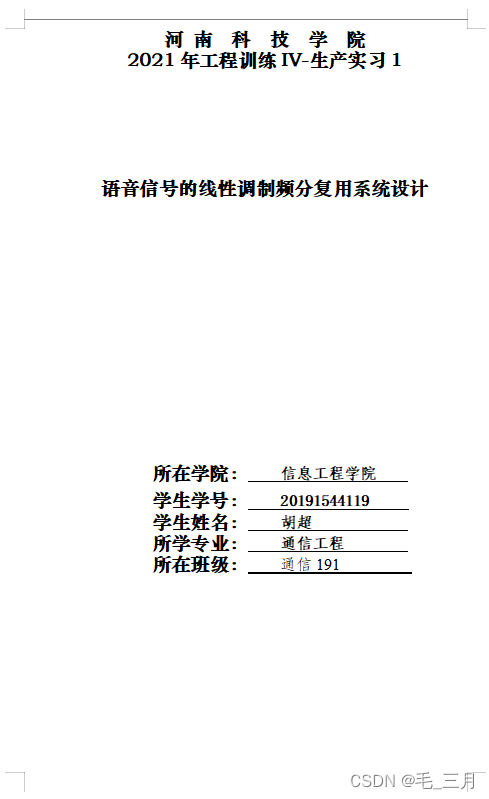 河 南 科 技 学 院
2021 年工程训练 IV-生产实习 1
语音信号的线性调制频分复用系统设计
所在学院： 信息工程学院
学生学号： 20191544119
学生姓名： 胡超
所学专业： 通信工程
所在班级： 通信 191
CSDN @毛_三月